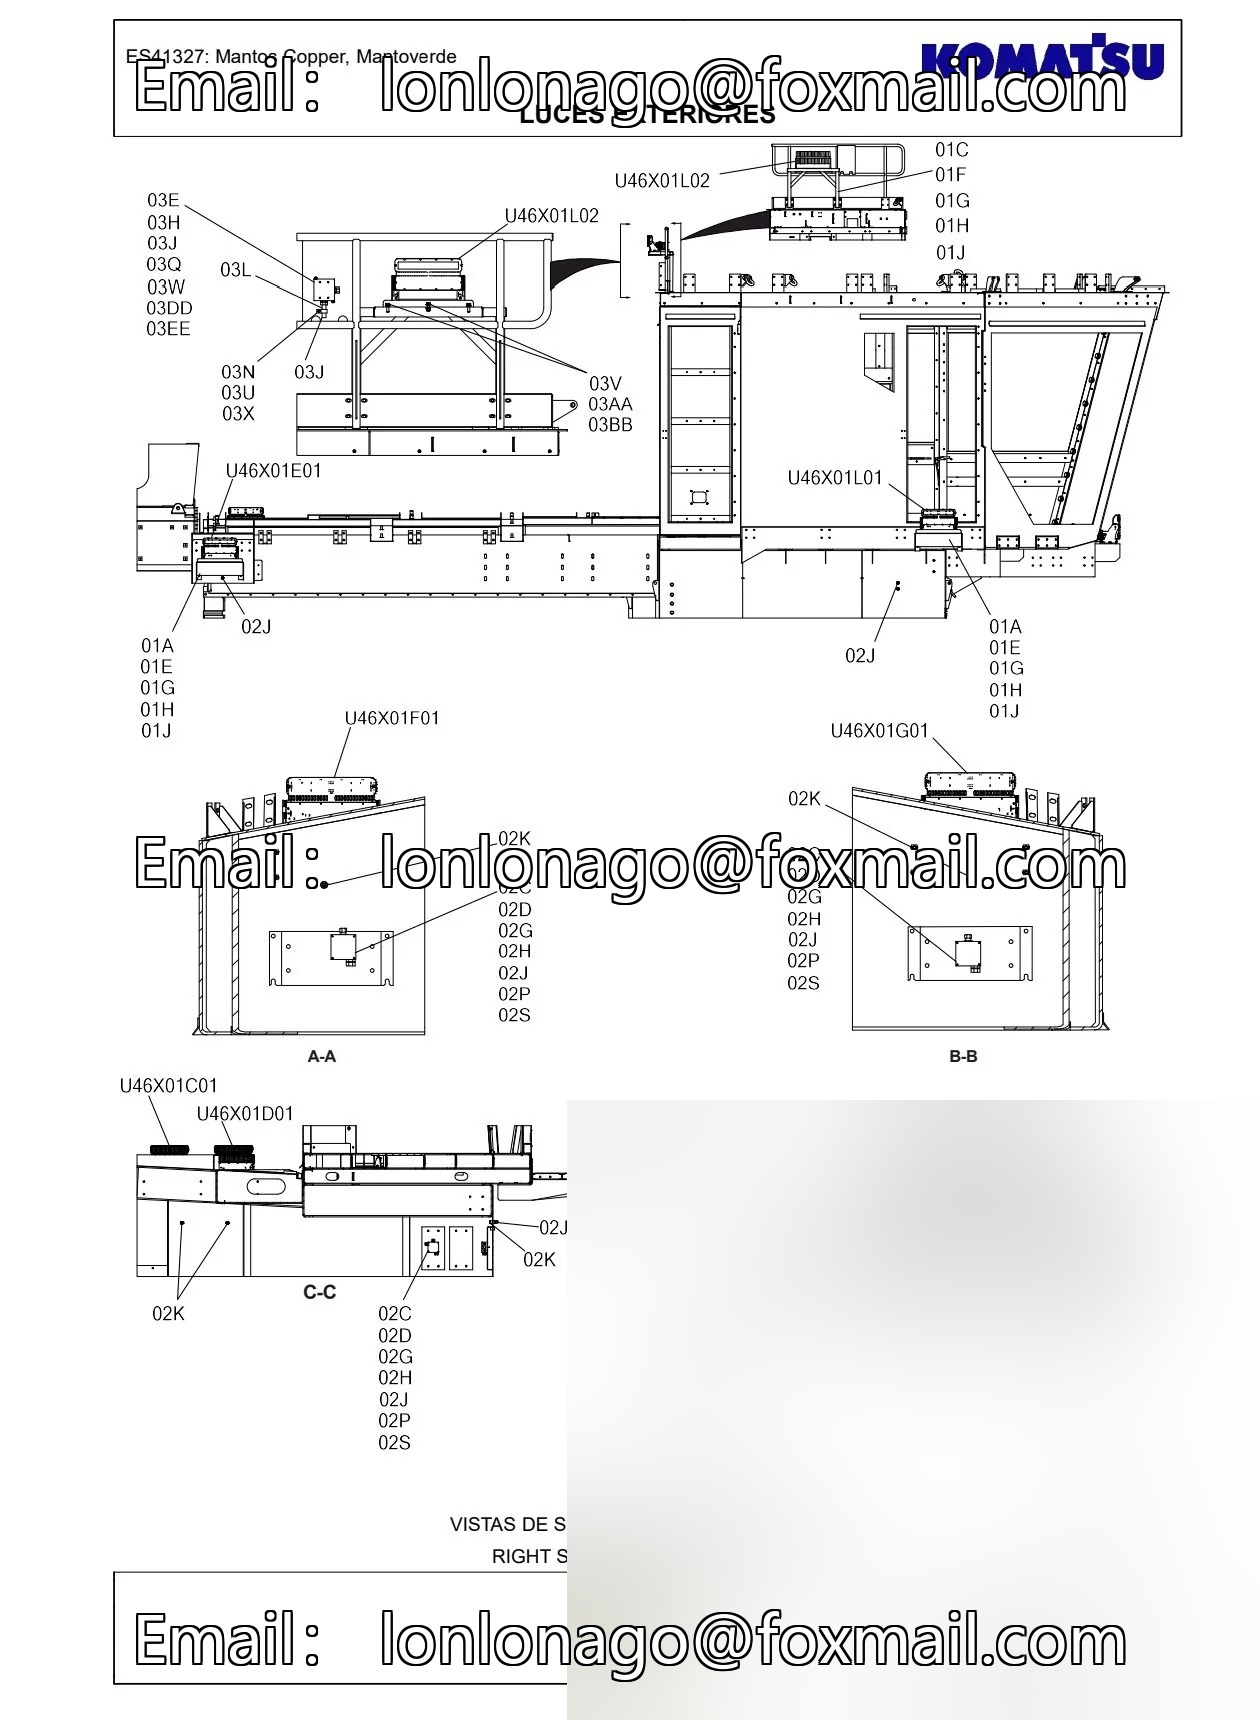 ES41327: Mantos Copper, Mantoverde
KOMATSU
Email： lonlonago@foxmail.com
LUCES EXTERIORES
01C
01F
01G
01H
01J
U46X01L02
03E
03H
03J
03Q
03W
03DD
03EE
03L
U46X01L02
03N
03U
03X
03J
03V
03AA
03BB
U46X01E01
U46X01L01
02J
01A
01E
01G
01H
01J
02J
01A
01E
01G
01H
01J
U46X01F01
U46X01G01
02K
02K
Email： lonlonago@foxmail.com
02C
02D
02G
02H
02J
02P
02S
02G
02H
02J
02P
02S
A-A
B-B
U46X01C01
U46X01D01
02J
02K
C-C
02K
02C
02D
02G
02H
02J
02P
02S
VISTAS DE S
RIGHT S
Email： lonlonago@foxmail.com